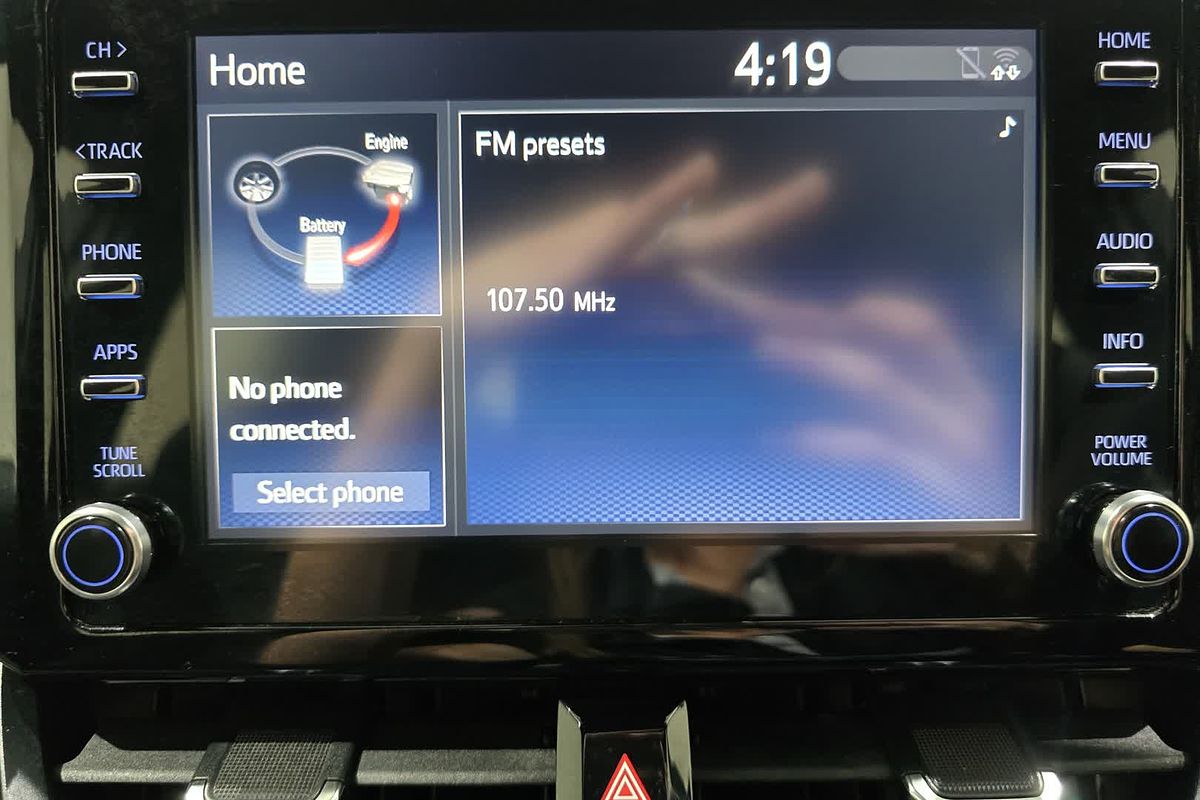 CH >
<TRACK
PHONE
APPS
TUNE
SCROLL
Home
4:19
Engine
Battery
No phone
connected.
Select phone
FM presets
107.50 MHz
HOME
MENU
AUDIO
INFO
POWER
VOLUME